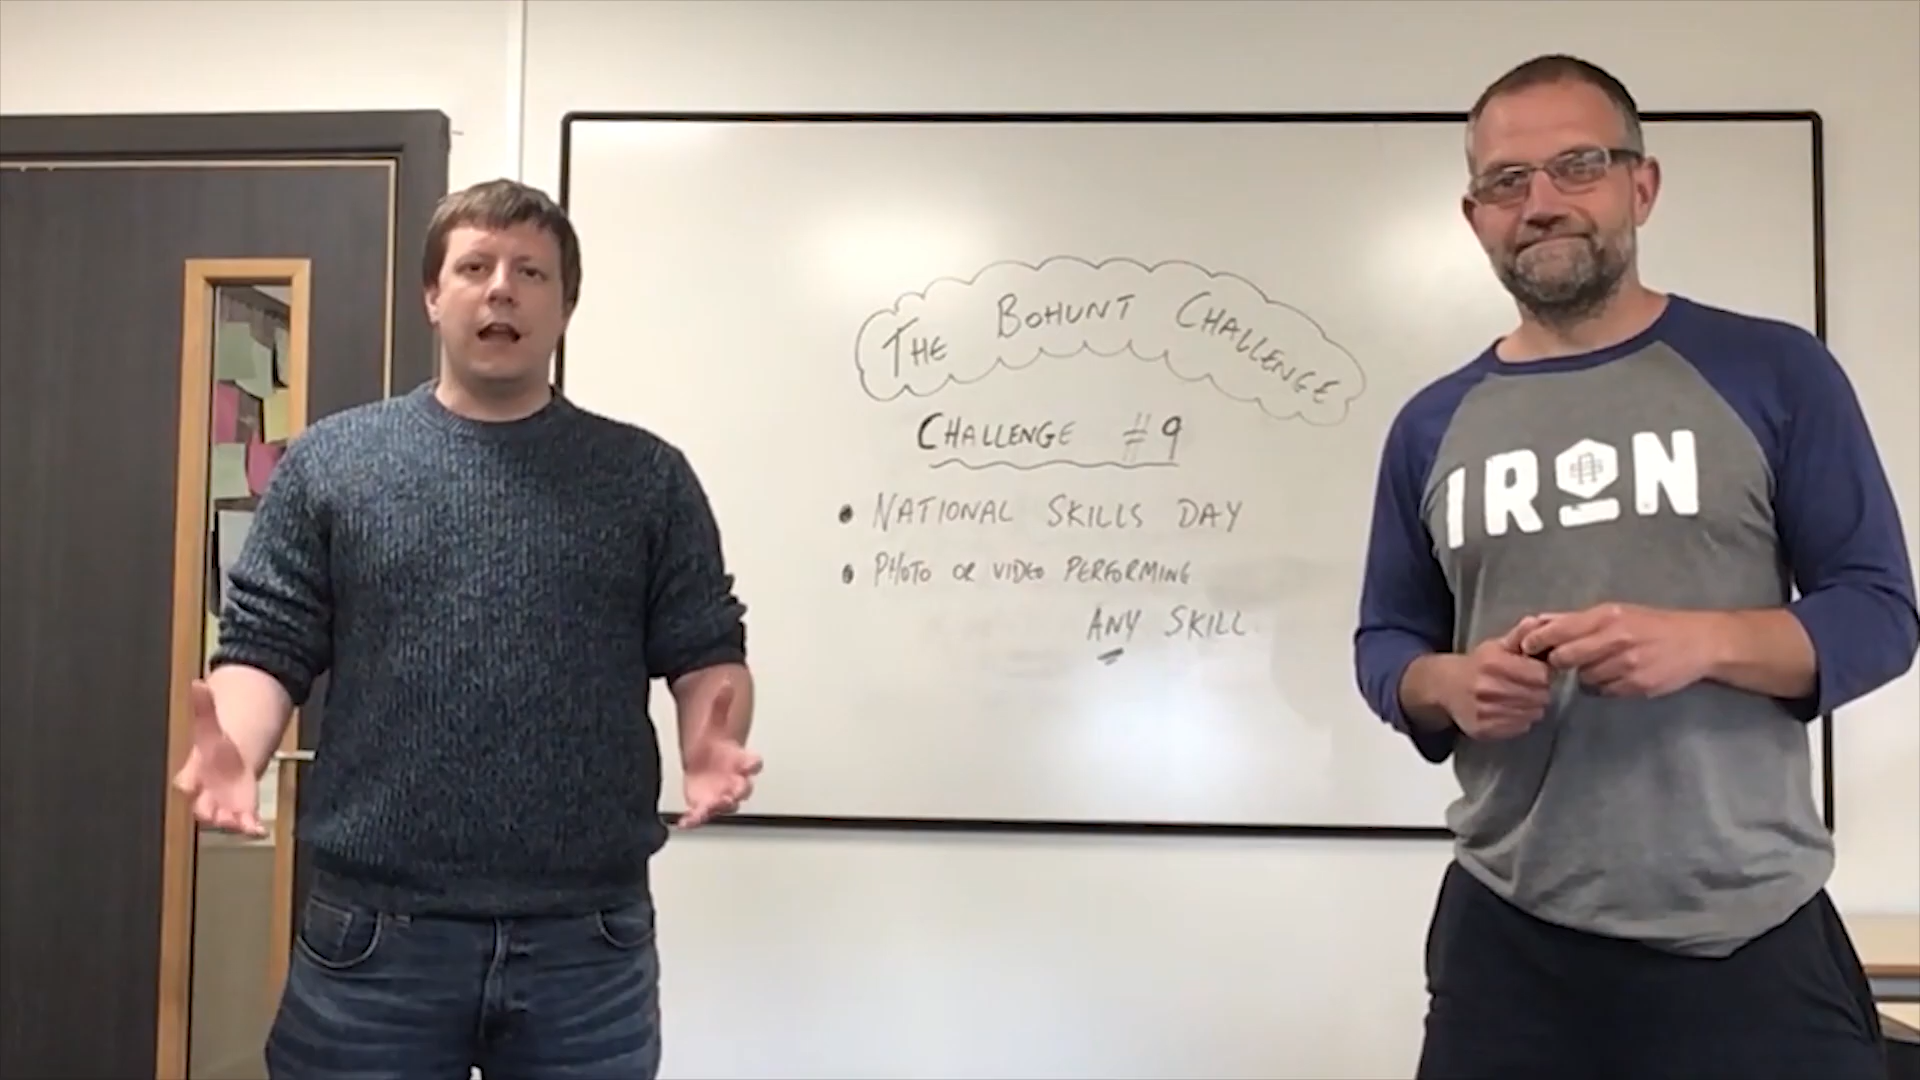 THE BOHUNT CHALLENGE
CHALLENGE #9
• NATIONAL SKILLS DAY
• PHOTO OR VIDEO PERFORMING
ANY SKILL
IRON